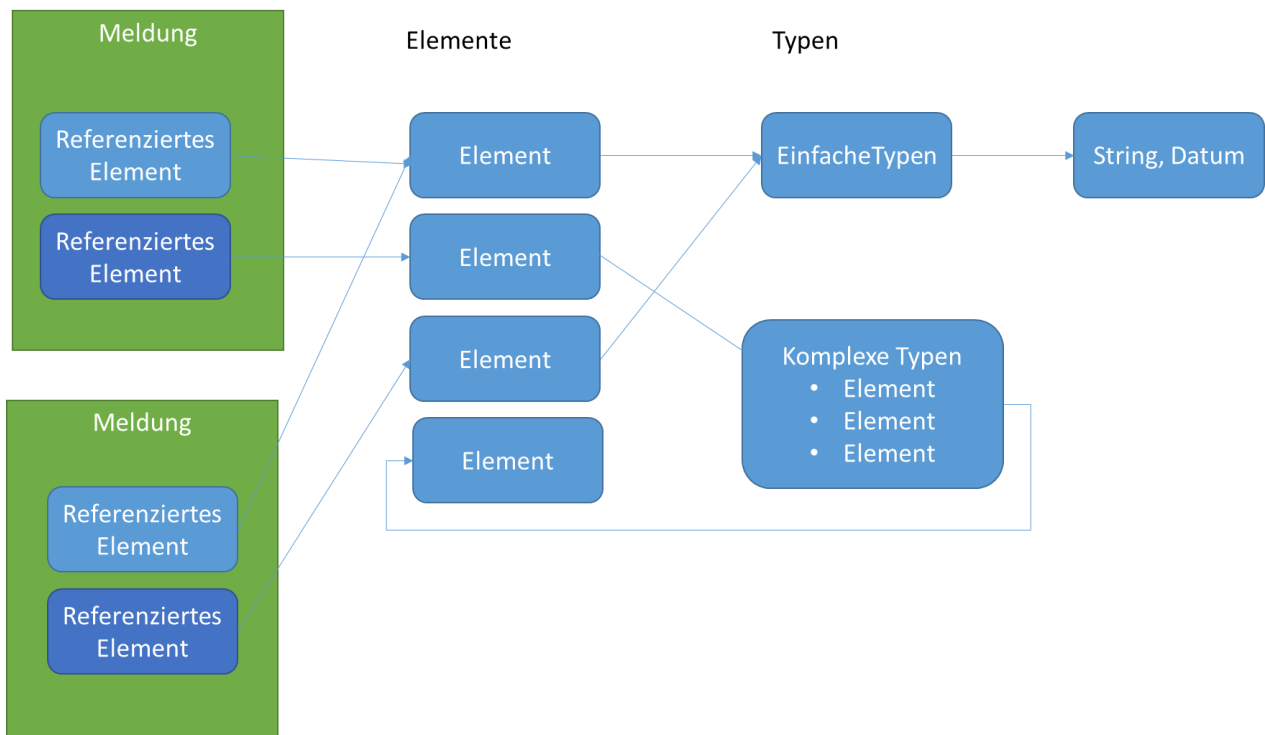 Meldung
Referenziertes
Element
Referenziertes
Element
Meldung
Referenziertes
Element
Referenziertes
Element
Elemente
Element
Element
Element
Element
Typen
EinfacheTypen
Komplexe Typen
• Element
• Element
• Element
String, Datum